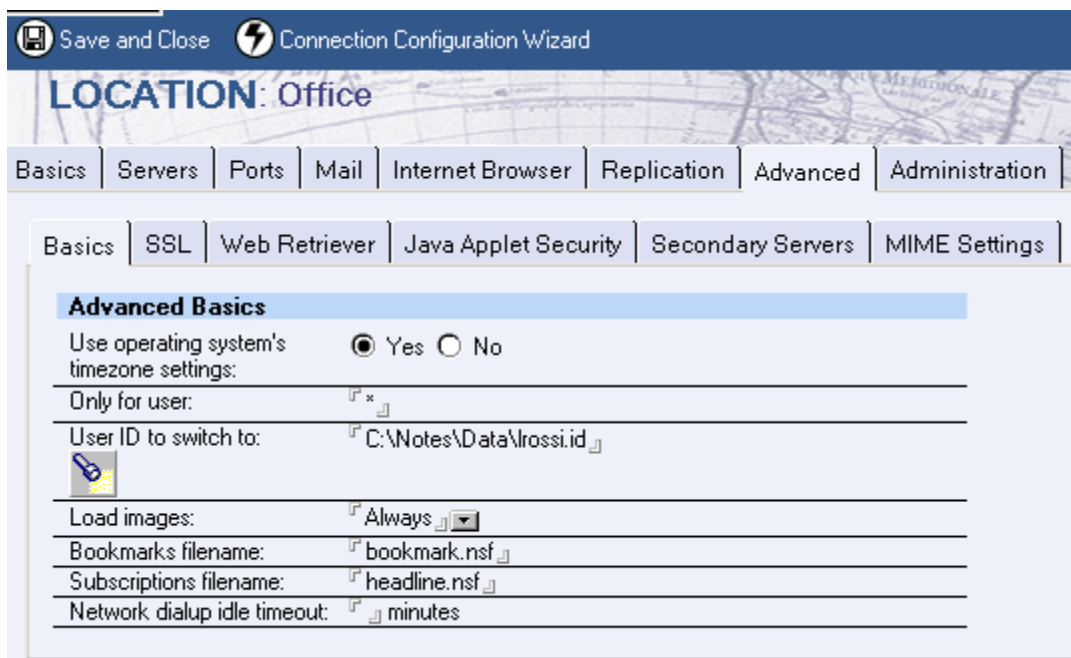 Save and Close Connection Configuration Wizard
LOCATION: Office
Basics Servers Ports Mail Internet Browser Replication Advanced Administration
Basics SSL Web Retriever Java Applet Security Secondary Servers MIME Settings
Advanced Basics
Use operating system's Yes No
timezone settings:
Only for user: *
User ID to switch to: C:\Notes\Data\lrossi.id
Load images: Always
Bookmarks filename: bookmark.nsf
Subscriptions filename: headline.nsf
Network dialup idle timeout: minutes